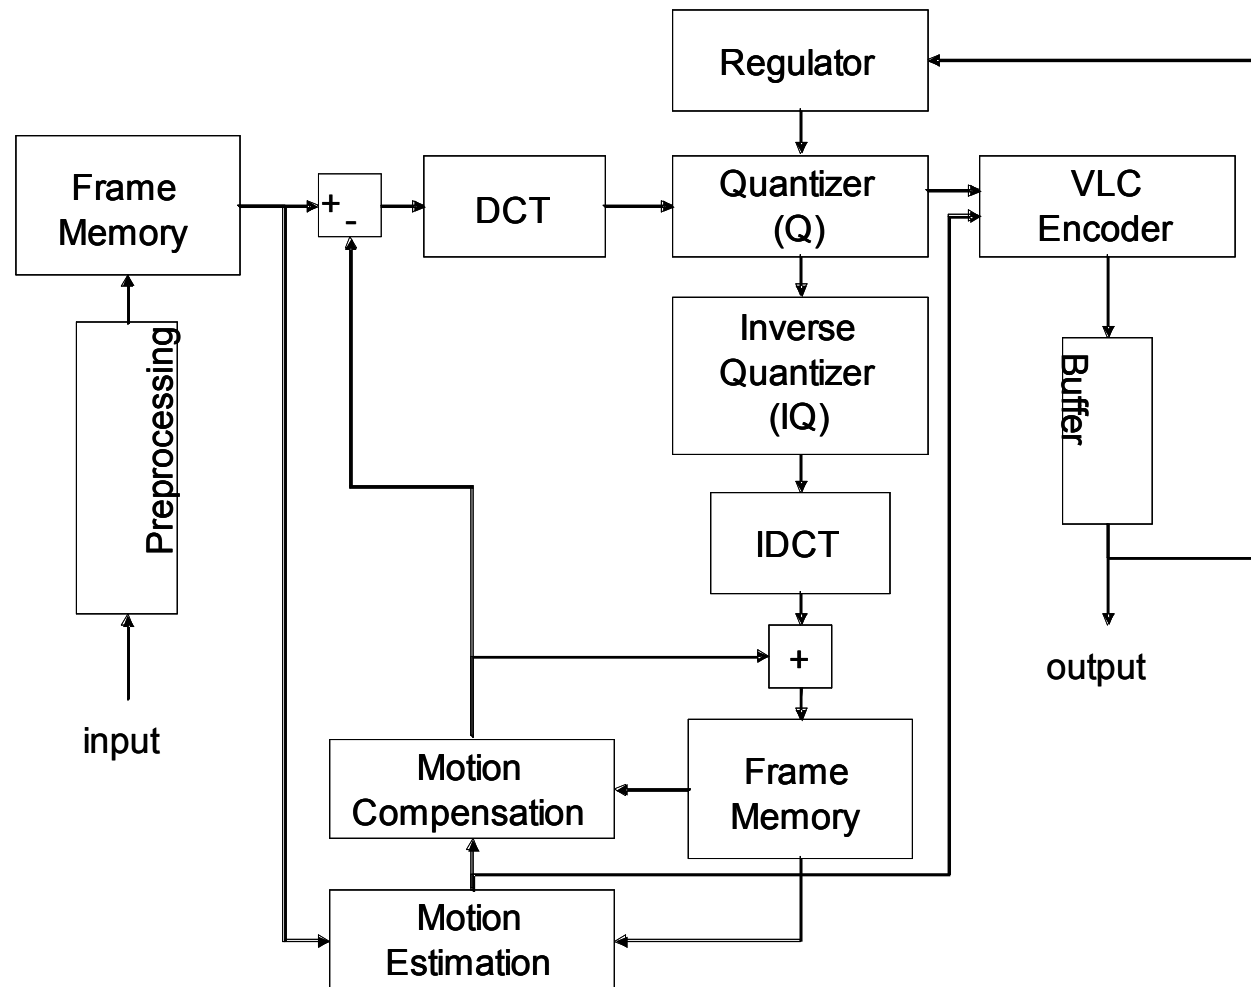 Regulator
Frame
Memory
+
-
DCT
Quantizer
(Q)
VLC
Encoder
Preprocessing
Inverse
Quantizer
(IQ)
Buffer
IDCT
+
output
input
Motion
Compensation
Frame
Memory
Motion
Estimation